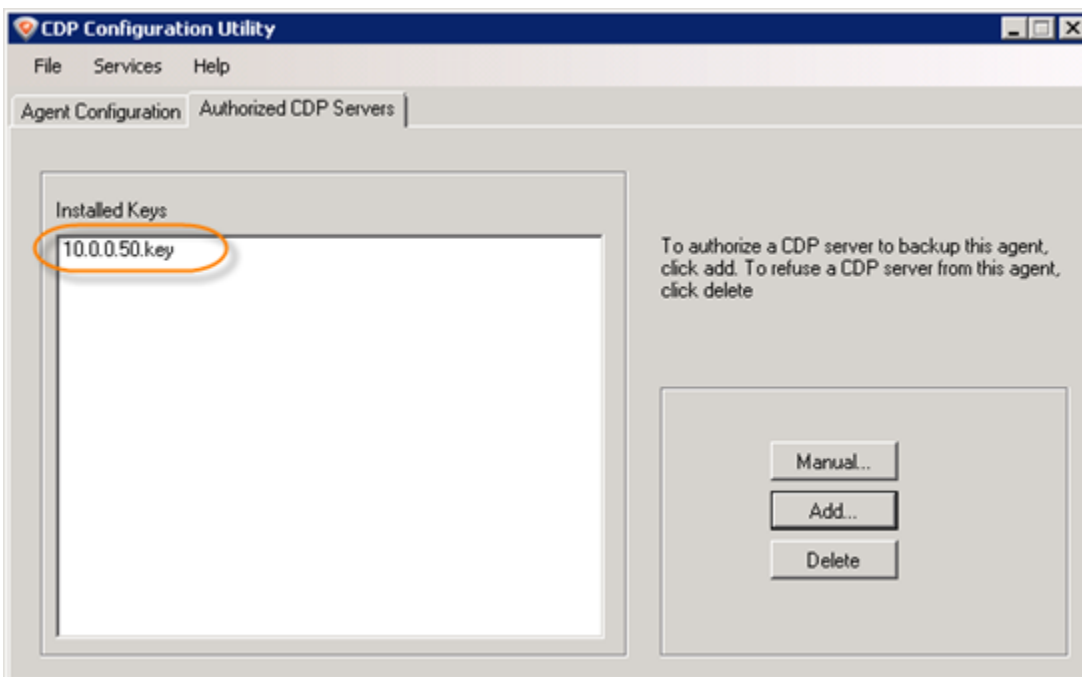 CDP Configuration Utility
File Services Help
Agent Configuration Authorized CDP Servers
Installed Keys
10.0.0.50.key
To authorize a CDP server to backup this agent,
click add. To refuse a CDP server from this agent,
click delete
Manual...
Add...
Delete